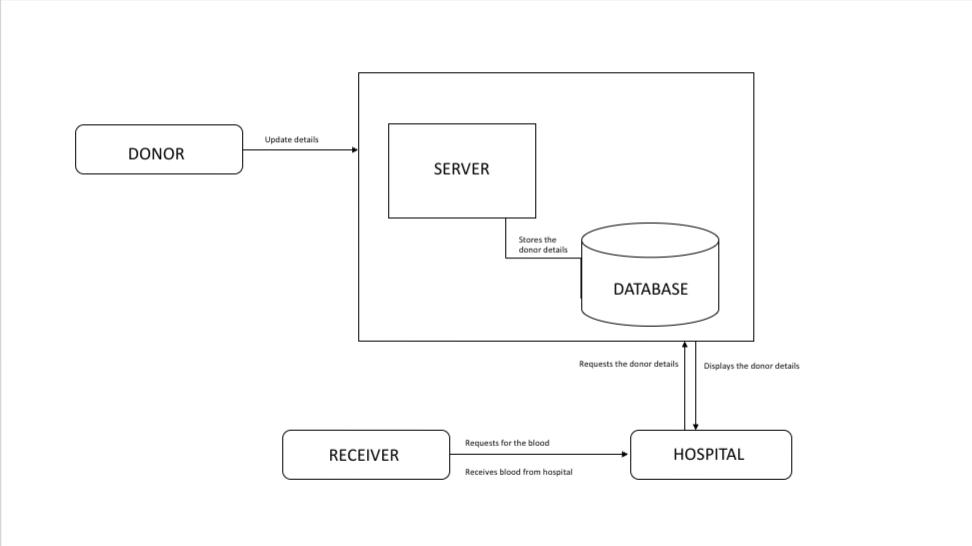 Update details
DONOR
SERVER
Stores the
donor details
DATABASE
Requests the donor details
Displays the donor details
Requests for the blood
RECEIVER
HOSPITAL
Receives blood from hospital